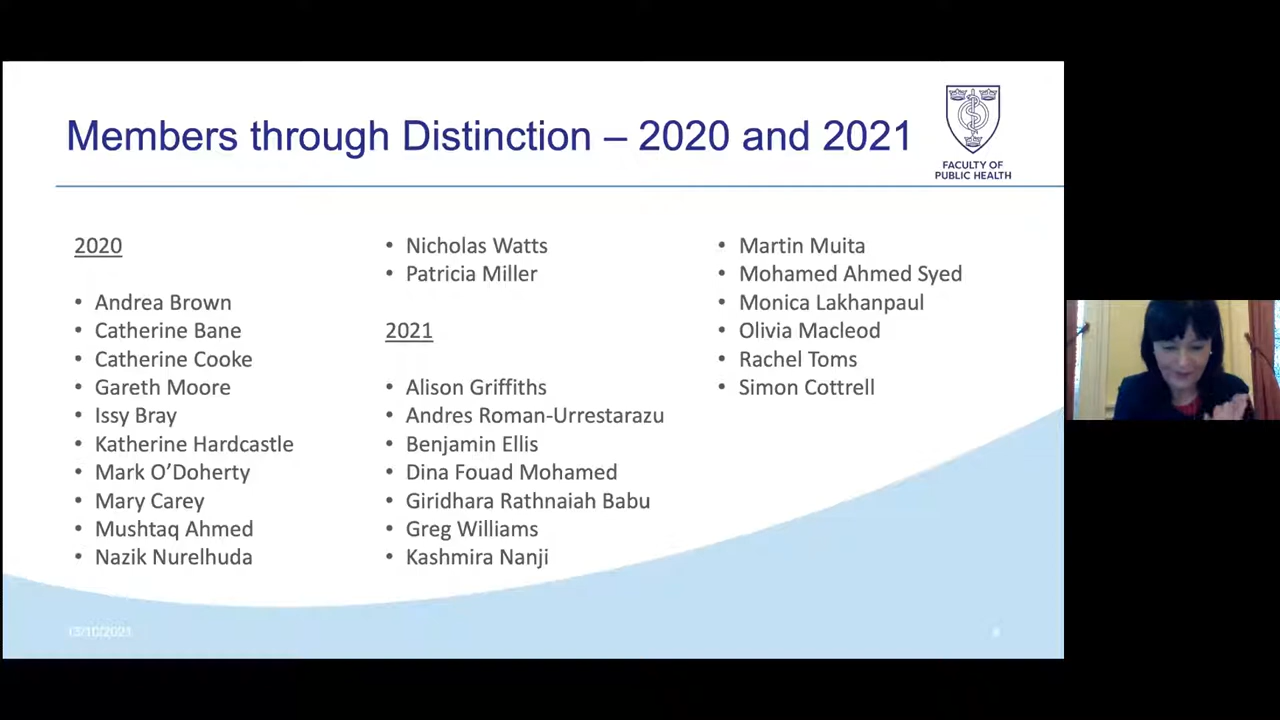 Members through Distinction – 2020 and 2021
FACULTY OF
PUBLIC HEALTH
2020
• Andrea Brown
• Catherine Bane
• Catherine Cooke
• Gareth Moore
• Issy Bray
• Katherine Hardcastle
• Mark O’Doherty
• Mary Carey
• Mushtaq Ahmed
• Nazik Nurelhuda
• Nicholas Watts
• Patricia Miller
2021
• Alison Griffiths
• Andres Roman-Urrestarazu
• Benjamin Ellis
• Dina Fouad Mohamed
• Giridhara Rathnaiah Babu
• Greg Williams
• Kashmira Nanji
• Martin Muita
• Mohamed Ahmed Syed
• Monica Lakhanpaul
• Olivia Macleod
• Rachel Toms
• Simon Cottrell
13/10/2021